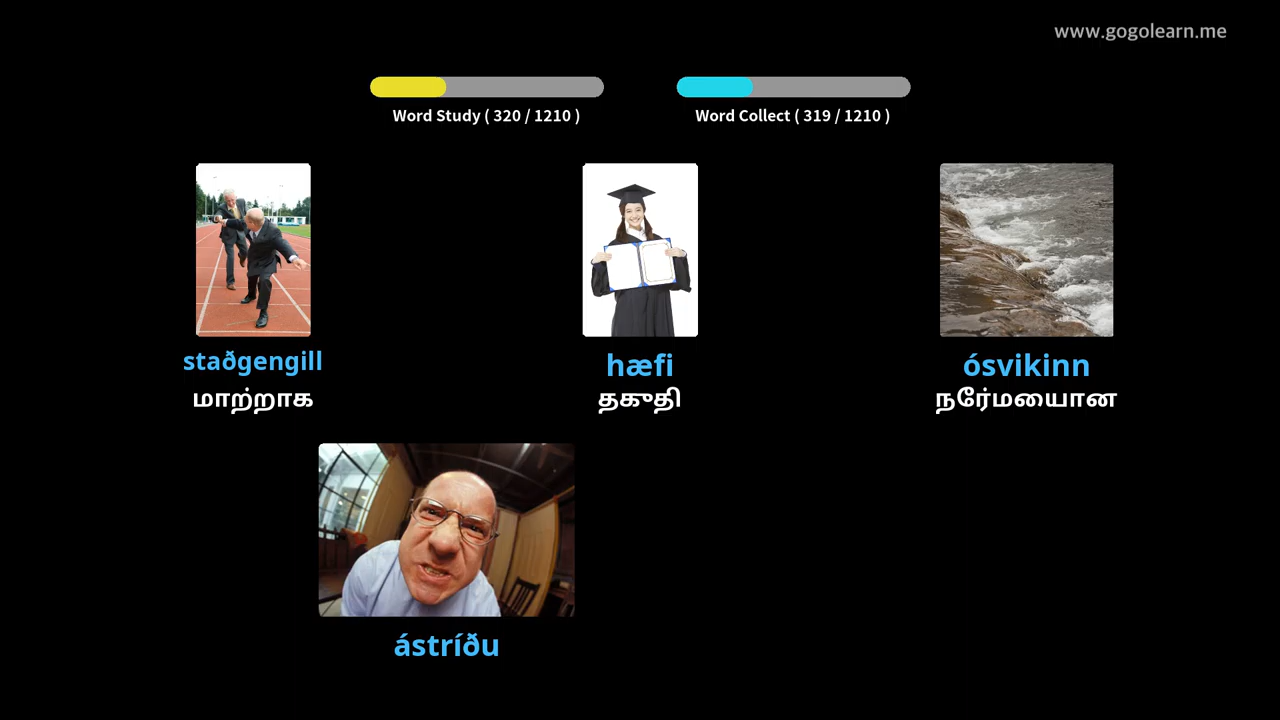 www.gogolearn.me
Word Study ( 320 / 1210 )
Word Collect ( 319 / 1210 )
staðgengill
மாற்றாக
hæfi
தகுதி
ósvikinn
நேர்மையான
ástríðu